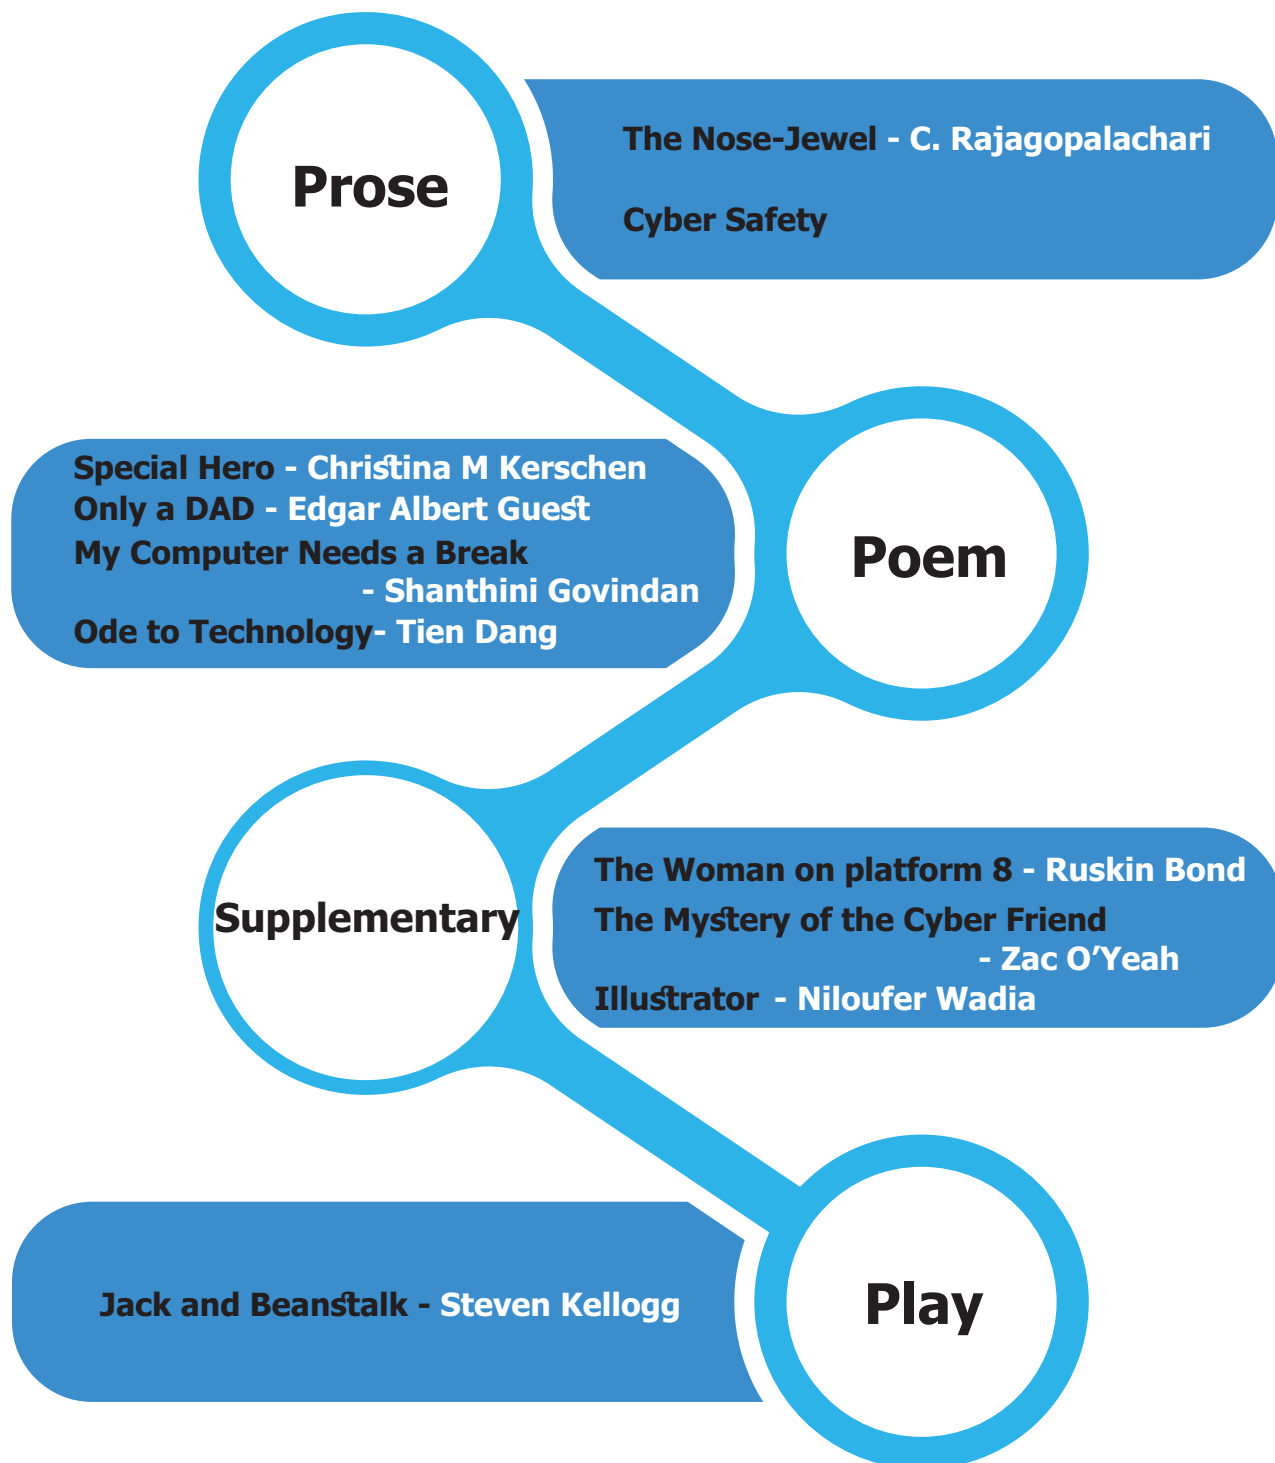 Prose
The Nose-Jewel - C. Rajagopalachari
Cyber Safety
Special Hero - Christina M Kerschen
Only a DAD - Edgar Albert Guest
My Computer Needs a Break
- Shanthini Govindan
Ode to Technology- Tien Dang
Poem
Supplementary
The Woman on platform 8 - Ruskin Bond
The Mystery of the Cyber Friend
- Zac O’Yeah
Illustrator - Niloufer Wadia
Jack and Beanstalk - Steven Kellogg
Play